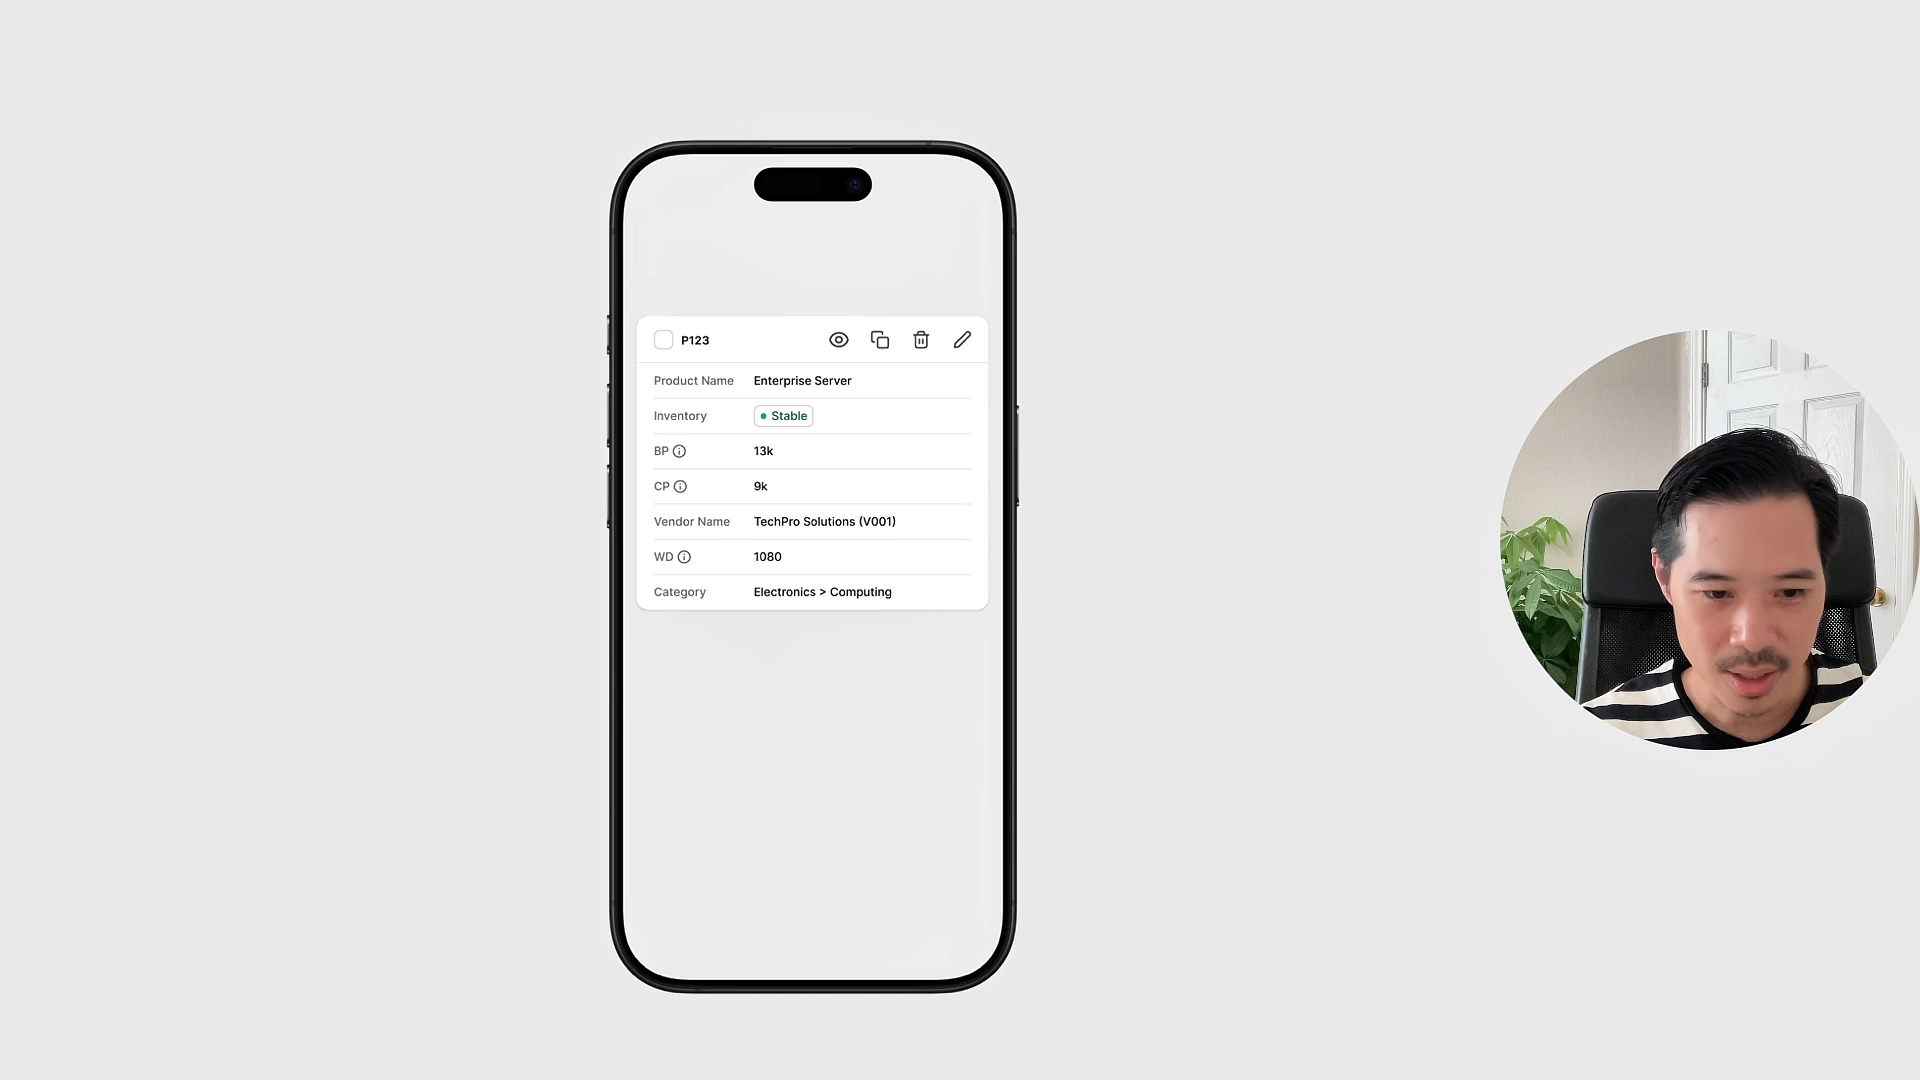 P123
Product Name Enterprise Server
Inventory Stable
BP 13k
CP 9k
Vendor Name TechPro Solutions (V001)
WD 1080
Category Electronics > Computing